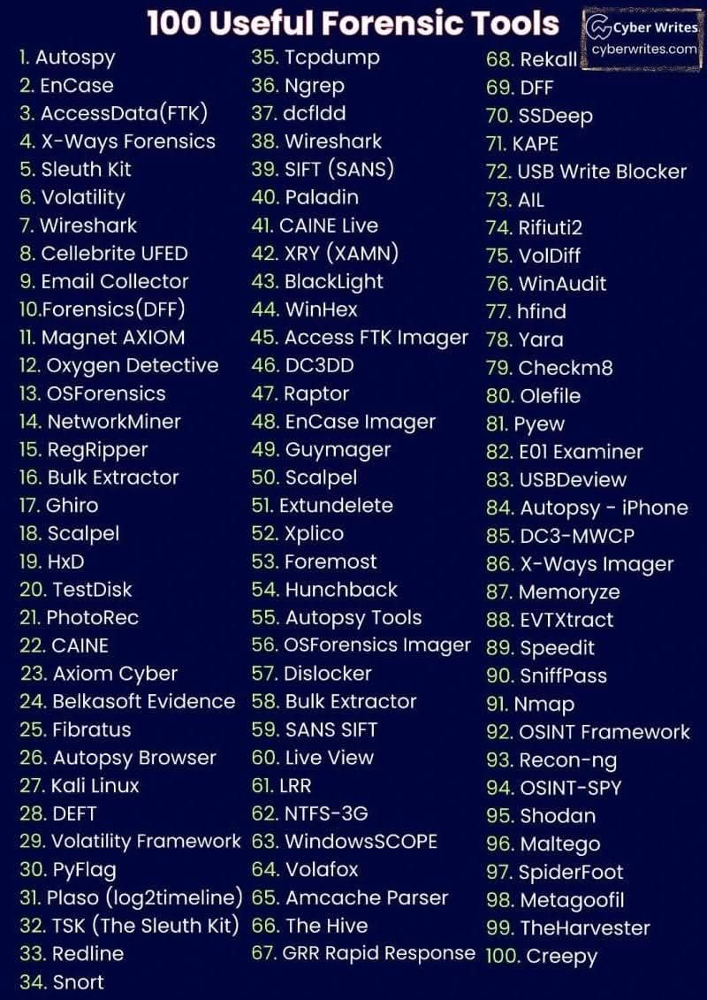 100 Useful Forensic Tools
Cyber Writes
cyberwrites.com
1. Autospy
2. EnCase
3. AccessData(FTK)
4. X-Ways Forensics
5. Sleuth Kit
6. Volatility
7. Wireshark
8. Cellebrite UFED
9. Email Collector
10.Forensics(DFF)
11. Magnet AXIOM
12. Oxygen Detective
13. OSForensics
14. NetworkMiner
15. RegRipper
16. Bulk Extractor
17. Ghiro
18. Scalpel
19. HxD
20. TestDisk
21. PhotoRec
22. CAINE
23. Axiom Cyber
24. Belkasoft Evidence
25. Fibratus
26. Autopsy Browser
27. Kali Linux
28. DEFT
29. Volatility Framework
30. PyFlag
31. Plaso (log2timeline)
32. TSK (The Sleuth Kit)
33. Redline
34. Snort
35. Tcpdump
36. Ngrep
37. dcfldd
38. Wireshark
39. SIFT (SANS)
40. Paladin
41. CAINE Live
42. XRY (XAMN)
43. BlackLight
44. WinHex
45. Access FTK Imager
46. DC3DD
47. Raptor
48. EnCase Imager
49. Guymager
50. Scalpel
51. Extundelete
52. Xplico
53. Foremost
54. Hunchback
55. Autopsy Tools
56. OSForensics Imager
57. Dislocker
58. Bulk Extractor
59. SANS SIFT
60. Live View
61. LRR
62. NTFS-3G
63. WindowsSCOPE
64. Volafox
65. Amcache Parser
66. The Hive
67. GRR Rapid Response
68. Rekall
69. DFF
70. SSDeep
71. KAPE
72. USB Write Blocker
73. AIL
74. Rifiuti2
75. VolDiff
76. WinAudit
77. hfind
78. Yara
79. Checkm8
80. Olefile
81. Pyew
82. E01 Examiner
83. USBDeview
84. Autopsy - iPhone
85. DC3-MWCP
86. X-Ways Imager
87. Memoryze
88. EVTXtract
89. Speedit
90. SniffPass
91. Nmap
92. OSINT Framework
93. Recon-ng
94. OSINT-SPY
95. Shodan
96. Maltego
97. SpiderFoot
98. Metagoofil
99. TheHarvester
100. Creepy